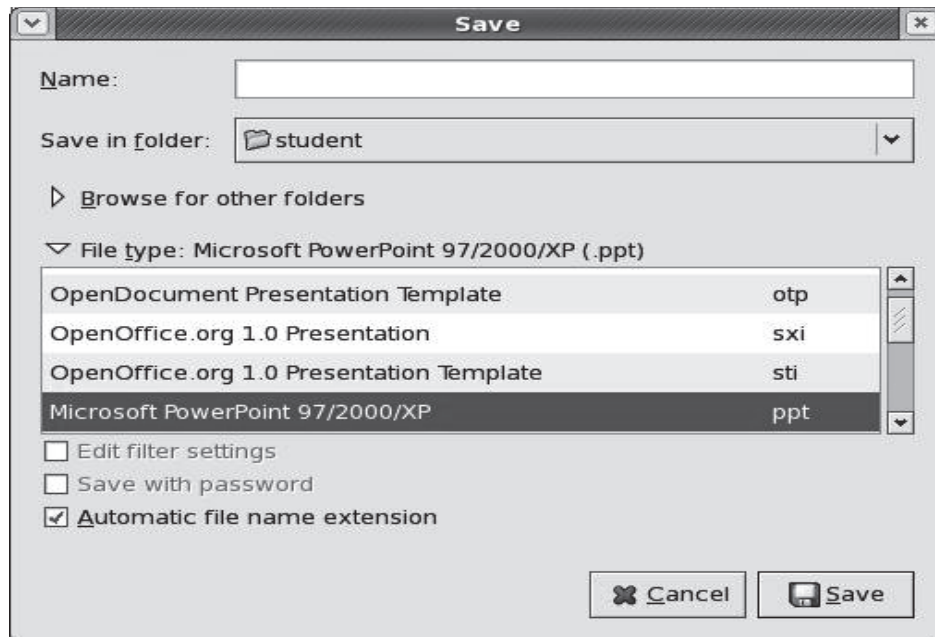 Save
Name:
Save in folder: student
Browse for other folders
File type: Microsoft PowerPoint 97/2000/XP (.ppt)
OpenDocument Presentation Template otp
OpenOffice.org 1.0 Presentation sxi
OpenOffice.org 1.0 Presentation Template sti
Microsoft PowerPoint 97/2000/XP ppt
Edit filter settings
Save with password
Automatic file name extension
Cancel Save